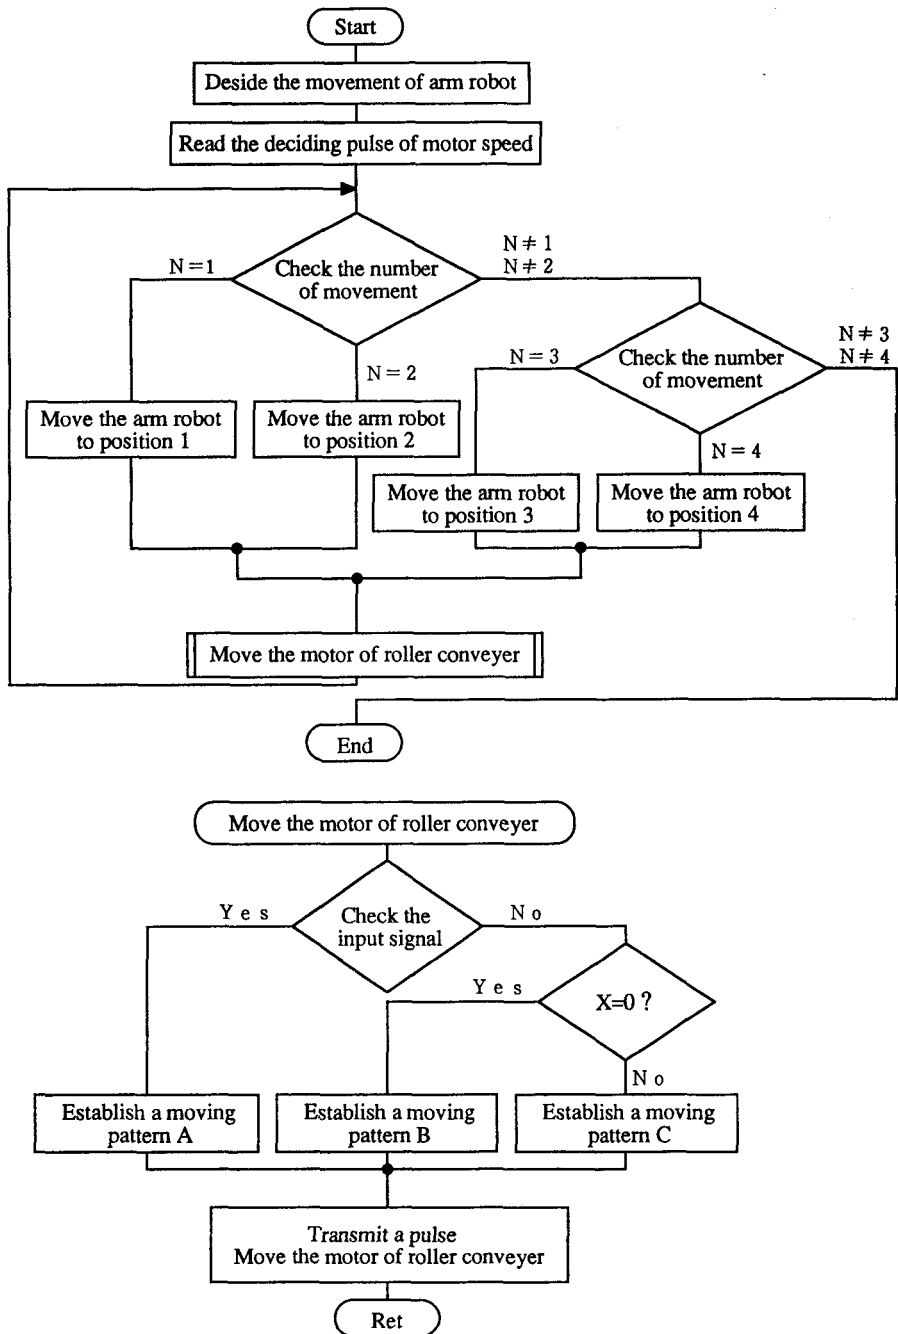 Start
Deside the movement of arm robot
Read the deciding pulse of motor speed
N=1
Check the number
of movement
N≠1
N≠2
N=2
N=3
Check the number
of movement
N≠3
N≠4
N=4
Move the arm robot
to position 1
Move the arm robot
to position 2
Move the arm robot
to position 3
Move the arm robot
to position 4
Move the motor of roller conveyer
End
Move the motor of roller conveyer
Yes
Check the
input signal
No
Yes
X=0 ?
No
Establish a moving
pattern A
Establish a moving
pattern B
Establish a moving
pattern C
Transmit a pulse
Move the motor of roller conveyer
Ret